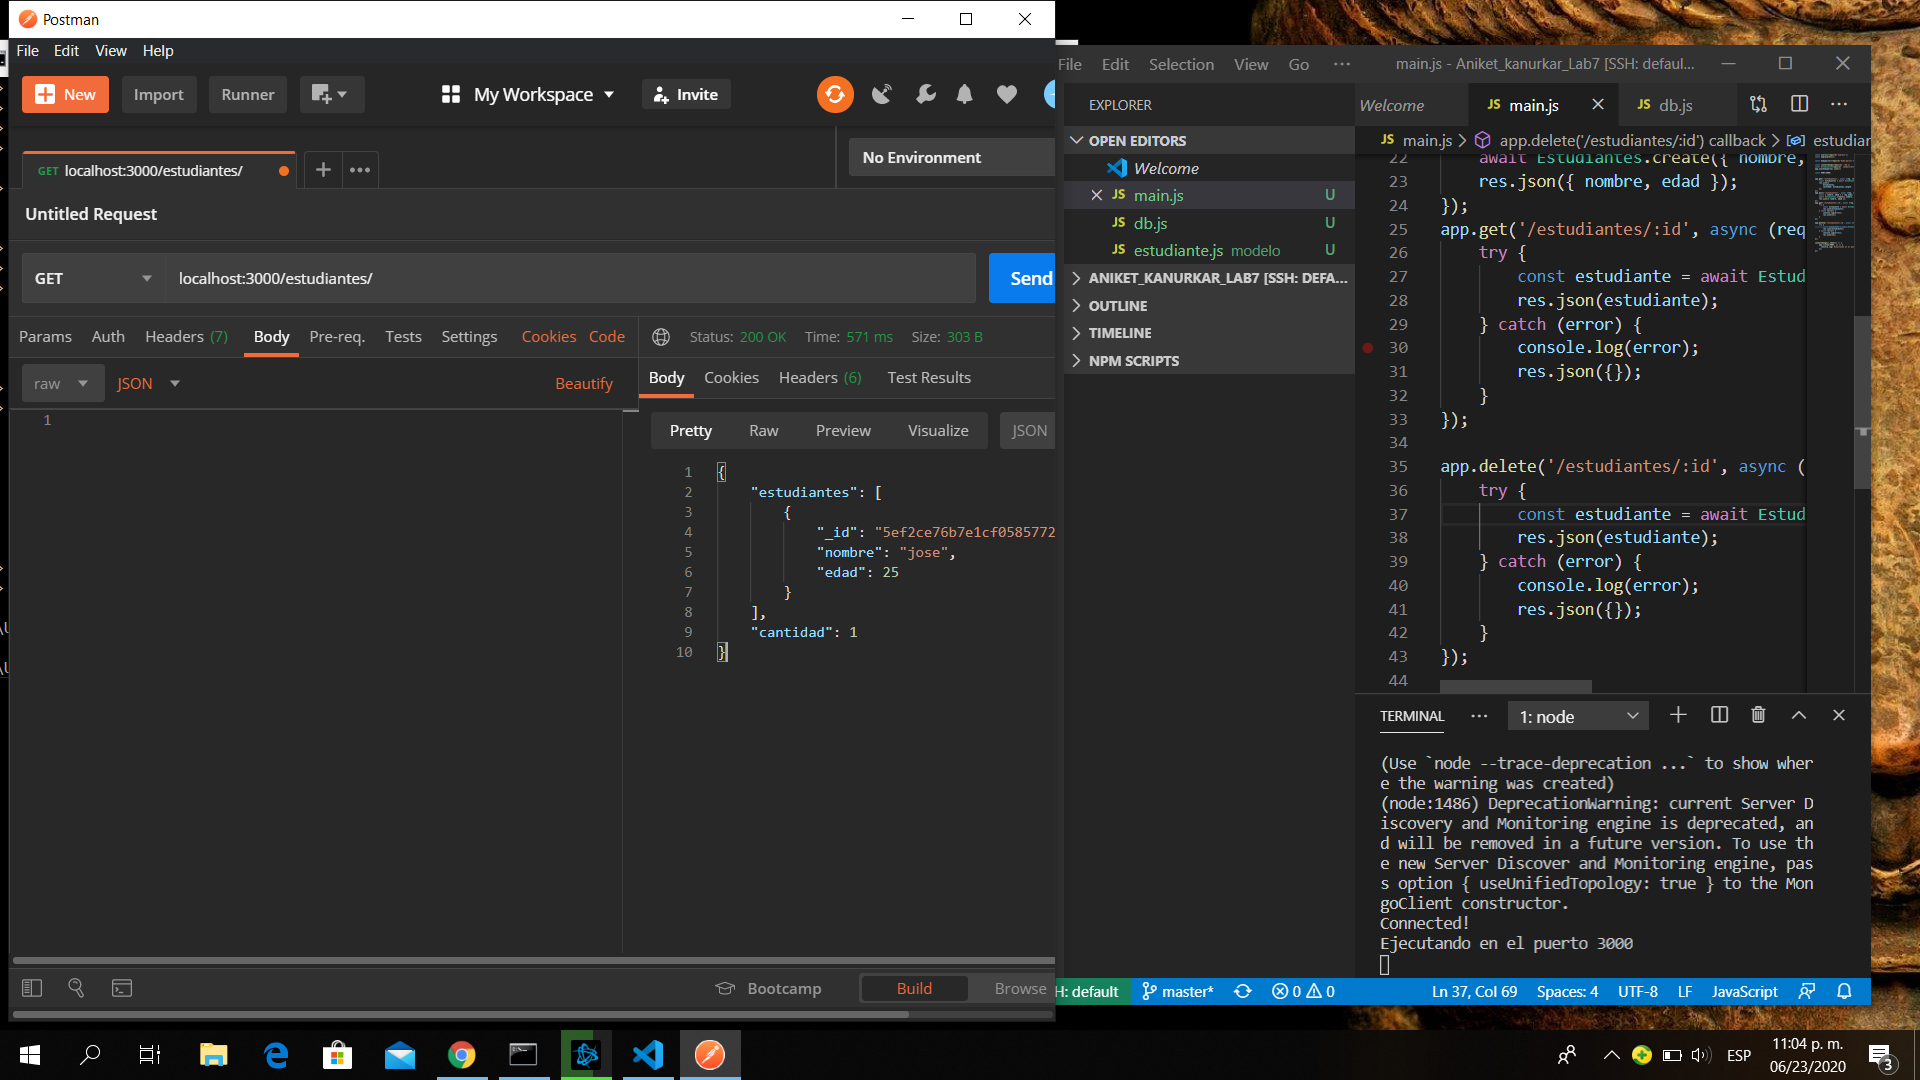 Postman
File Edit View Help
New Import Runner My Workspace Invite
GET localhost:3000/estudiantes/
No Environment
Untitled Request
GET localhost:3000/estudiantes/ Send
Params Auth Headers (7) Body Pre-req. Tests Settings Cookies Code
Status: 200 OK Time: 571 ms Size: 303 B
raw JSON Beautify
1
Body Cookies Headers (6) Test Results
Pretty Raw Preview Visualize JSON
1 {
2 "estudiantes": [
3 {
4 "_id": "5ef2ce76b7e1cf0585772
5 "nombre": "jose",
6 "edad": 25
7 }
8 ],
9 "cantidad": 1
10 }
Bootcamp Build Browse
File Edit Selection View Go ··· main.js - Aniket_kanurkar_Lab7 [SSH: defaul...
EXPLORER
OPEN EDITORS
Welcome
JS main.js U
JS db.js U
JS estudiante.js modelo U
ANIKET_KANURKAR_LAB7 [SSH: DEFA...
OUTLINE
TIMELINE
NPM SCRIPTS
Welcome JS main.js JS db.js
JS main.js > app.delete('/estudiantes/:id') callback > estudiar
22 await Estudiantes.create({ nombre,
23 res.json({ nombre, edad });
24 });
25 app.get('/estudiantes/:id', async (req
26 try {
27 const estudiante = await Estud
28 res.json(estudiante);
29 } catch (error) {
30 console.log(error);
31 res.json({});
32 }
33 });
34
35 app.delete('/estudiantes/:id', async (
36 try {
37 const estudiante = await Estud
38 res.json(estudiante);
39 } catch (error) {
40 console.log(error);
41 res.json({});
42 }
43 });
44
TERMINAL ··· 1: node
(Use `node --trace-deprecation ...` to show wher
e the warning was created)
(node:1486) DeprecationWarning: current Server D
iscovery and Monitoring engine is deprecated, an
d will be removed in a future version. To use th
e new Server Discover and Monitoring engine, pas
s option { useUnifiedTopology: true } to the Mon
goClient constructor.
Connected!
Ejecutando en el puerto 3000
H: default master* 0 0 Ln 37, Col 69 Spaces: 4 UTF-8 LF JavaScript
ESP
11:04 p. m.
06/23/2020
3